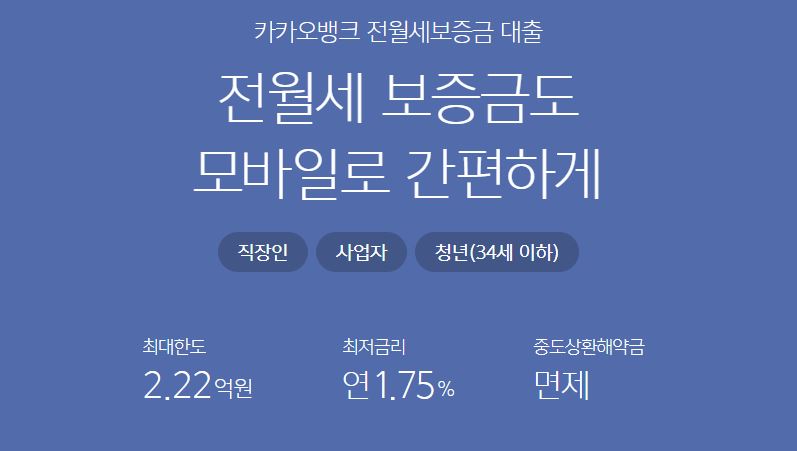 카카오뱅크 전월세보증금 대출
전월세 보증금도
모바일로 간편하게
직장인 사업자 청년(34세 이하)
최대한도 최저금리 중도상환해약금
2.22억원 연1.75% 면제